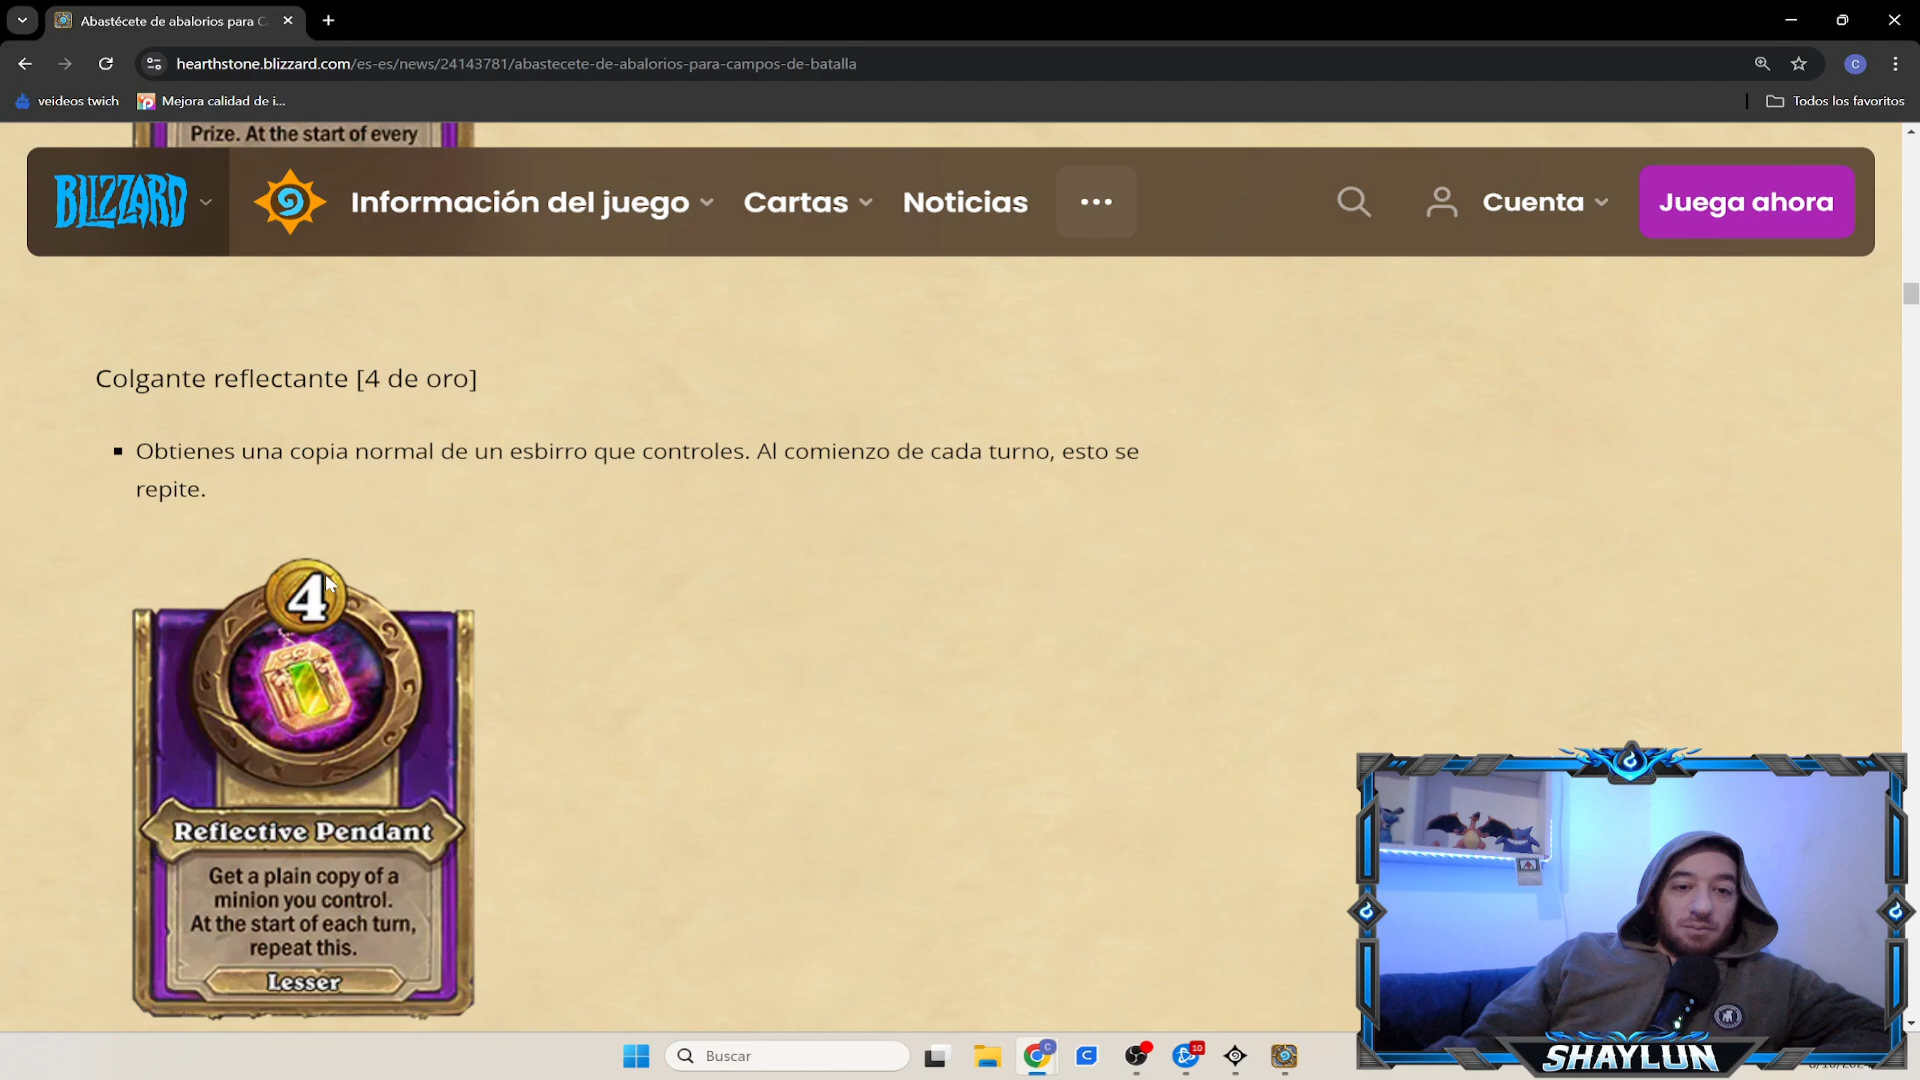 Abastécete de abalorios para C
hearthstone.blizzard.com/es-es/news/24143781/abastecete-de-abalorios-para-campos-de-batalla
C
veideos twich
Mejora calidad de i...
Todos los favoritos
Prize. At the start of every
BLIZZARD
Información del juego
Cartas
Noticias
Cuenta
Juega ahora
Colgante reflectante [4 de oro]
Obtienes una copia normal de un esbirro que controles. Al comienzo de cada turno, esto se
repite.
4
Reflective Pendant
Get a plain copy of a
minion you control.
At the start of each turn,
repeat this.
Lesser
SHAYLUN
Buscar
C
C
10